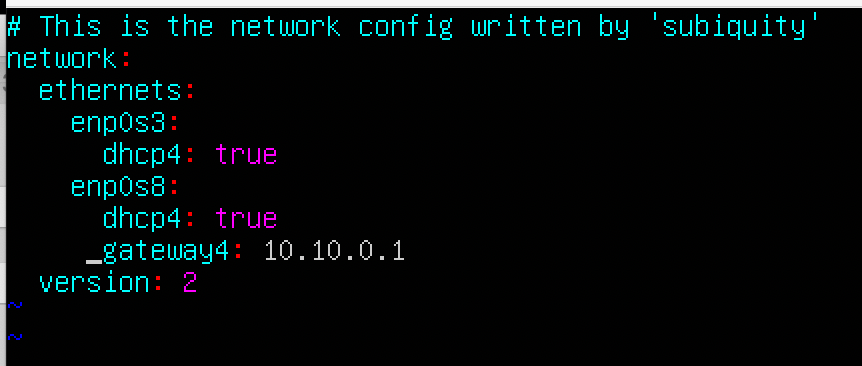 # This is the network config written by 'subiquity'
network:
  ethernets:
    enp0s3:
      dhcp4: true
    enp0s8:
      dhcp4: true
      gateway4: 10.10.0.1
  version: 2
~
~